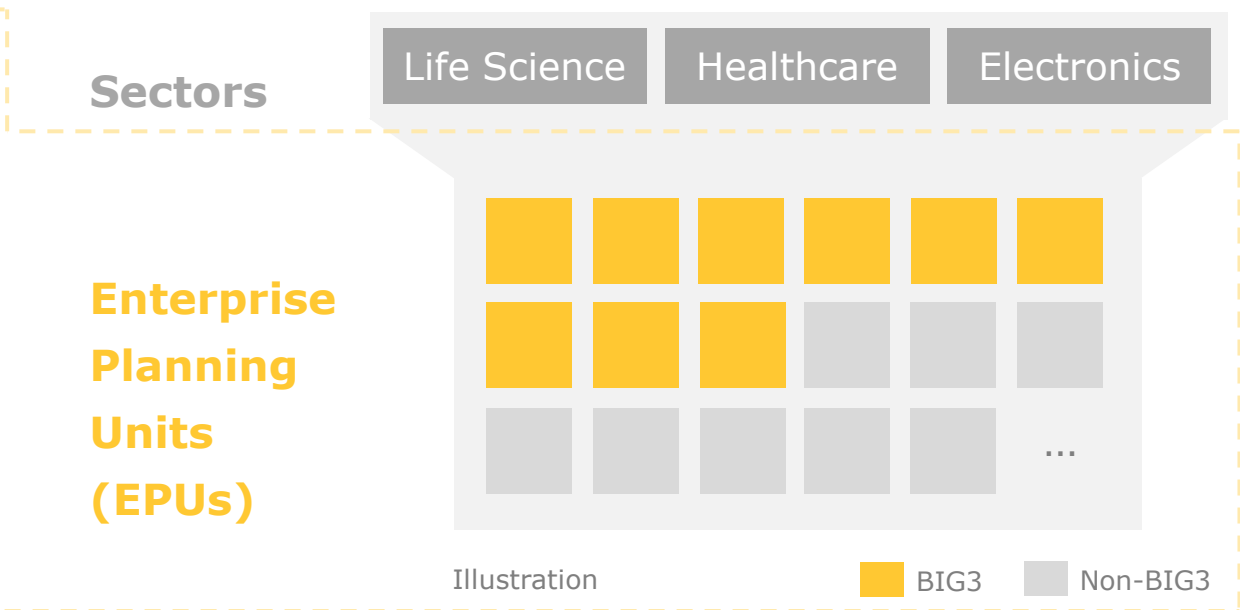 Sectors
Life Science
Healthcare
Electronics
Enterprise
Planning
Units
(EPUs)
...
Illustration
BIG3
Non-BIG3